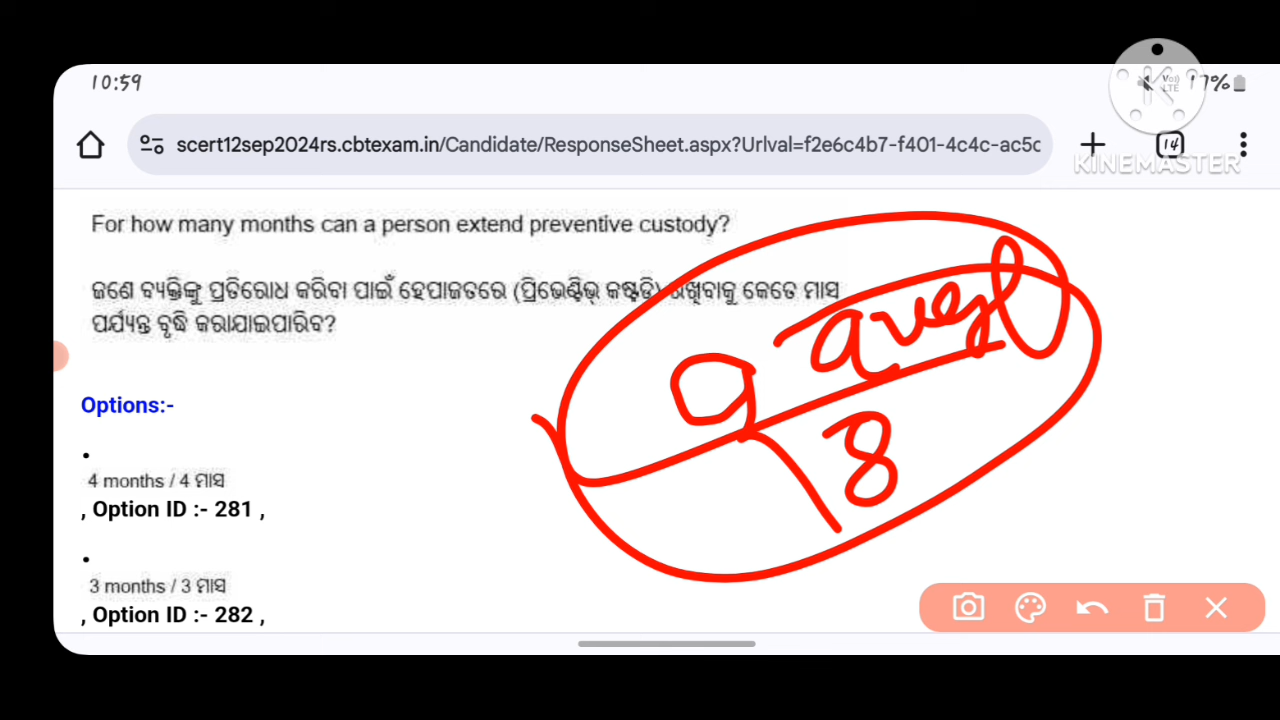 10:59
17%
scert12sep2024rs.cbtexam.in/Candidate/ResponseSheet.aspx?Urlval=f2e6c4b7-f401-4c4c-ac5c
14
KINEMASTER
For how many months can a person extend preventive custody?
ଜଣେ ବ୍ୟକ୍ତିଙ୍କୁ ପ୍ରତିରୋଧ କରିବା ପାଇଁ ହେପାଜତରେ (ପ୍ରିଭେଣ୍ଟିଭ୍ କଷ୍ଟଡି) ରଖିବାକୁ କେତେ ମାସ
ପର୍ଯ୍ୟନ୍ତ ବୃଦ୍ଧି କରାଯାଇପାରିବ?
Options:-
4 months / 4 ମାସ
, Option ID :- 281 ,
3 months / 3 ମାସ
, Option ID :- 282 ,